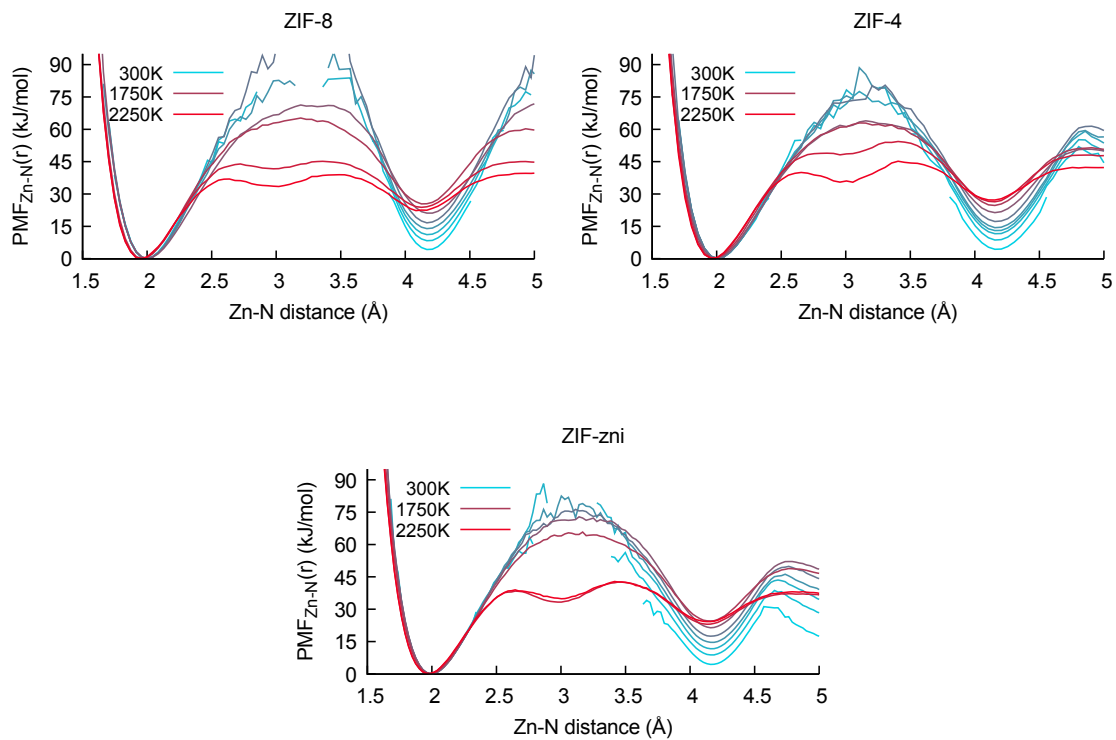 ZIF-8
PMF_Zn-N(r) (kJ/mol)
90
75
60
45
30
15
0
300K
1750K
2250K
1.5 2 2.5 3 3.5 4 4.5 5
Zn-N distance (Å)
ZIF-4
PMF_Zn-N(r) (kJ/mol)
90
75
60
45
30
15
0
300K
1750K
2250K
1.5 2 2.5 3 3.5 4 4.5 5
Zn-N distance (Å)
ZIF-zni
PMF_Zn-N(r) (kJ/mol)
90
75
60
45
30
15
0
300K
1750K
2250K
1.5 2 2.5 3 3.5 4 4.5 5
Zn-N distance (Å)